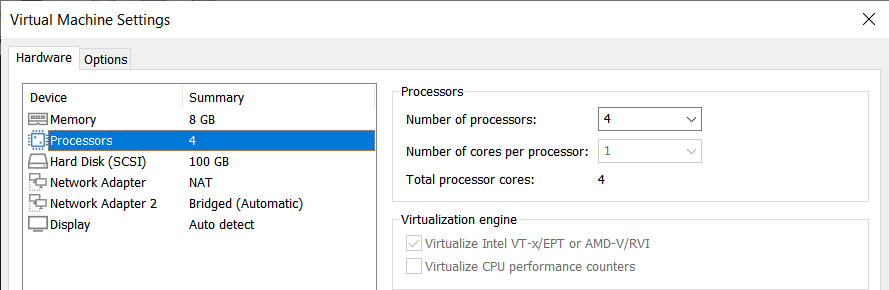 Virtual Machine Settings
Hardware Options
Device Summary
Memory 8 GB
Processors 4
Hard Disk (SCSI) 100 GB
Network Adapter NAT
Network Adapter 2 Bridged (Automatic)
Display Auto detect
Processors
Number of processors: 4
Number of cores per processor: 1
Total processor cores: 4
Virtualization engine
Virtualize Intel VT-x/EPT or AMD-V/RVI
Virtualize CPU performance counters